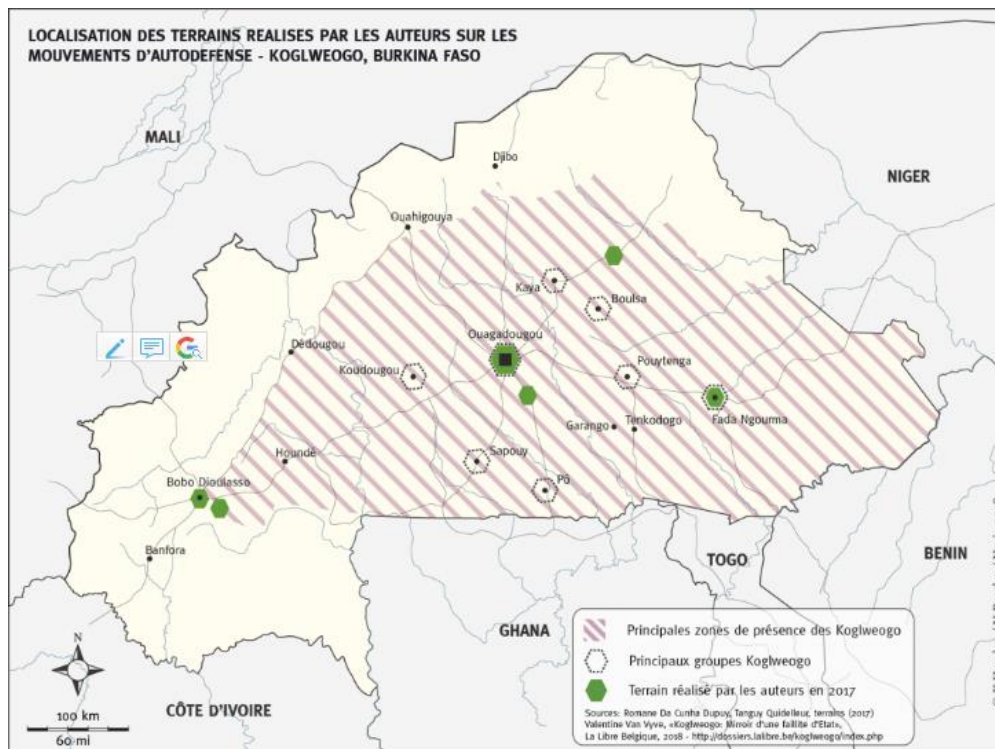 LOCALISATION DES TERRAINS REALISES PAR LES AUTEURS SUR LES
MOUVEMENTS D'AUTODEFENSE - KOGLWEOGO, BURKINA FASO
MALI
NIGER
Djibo
Ouahigouya
Kaya
Boulsa
Ouagadougou
Dédougou
Koudougou
Pouytenga
Fada Ngourma
Garango
Tenkodogo
Houndé
Sapouy
Bobo Dioulasso
Pô
Banfora
BENIN
TOGO
GHANA
CÔTE D'IVOIRE
N
100 km
60 mi
Principales zones de présence des Koglweogo
Principaux groupes Koglweogo
Terrain réalisé par les auteurs en 2017
Sources: Romane Da Cunha Dupuy, Tanguy Quidelleur, terrains (2017)
Valentine Van Vyve, «Koglweogo: Miroir d'une faillite d'Etat»,
La Libre Belgique, 2018 - http://dossiers.lalibre.be/koglweogo/index.php